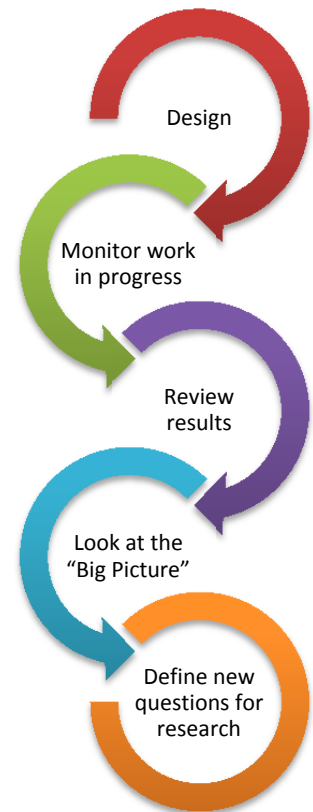 Design
Monitor work
in progress
Review
results
Look at the
“Big Picture”
Define new
questions for
research